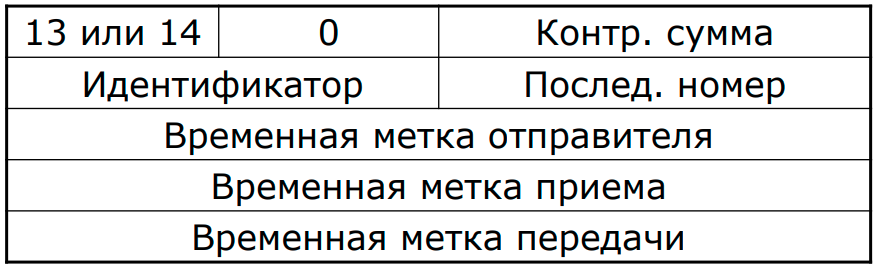 13 или 14 0 Контр. сумма
Идентификатор Послед. номер
Временная метка отправителя
Временная метка приема
Временная метка передачи